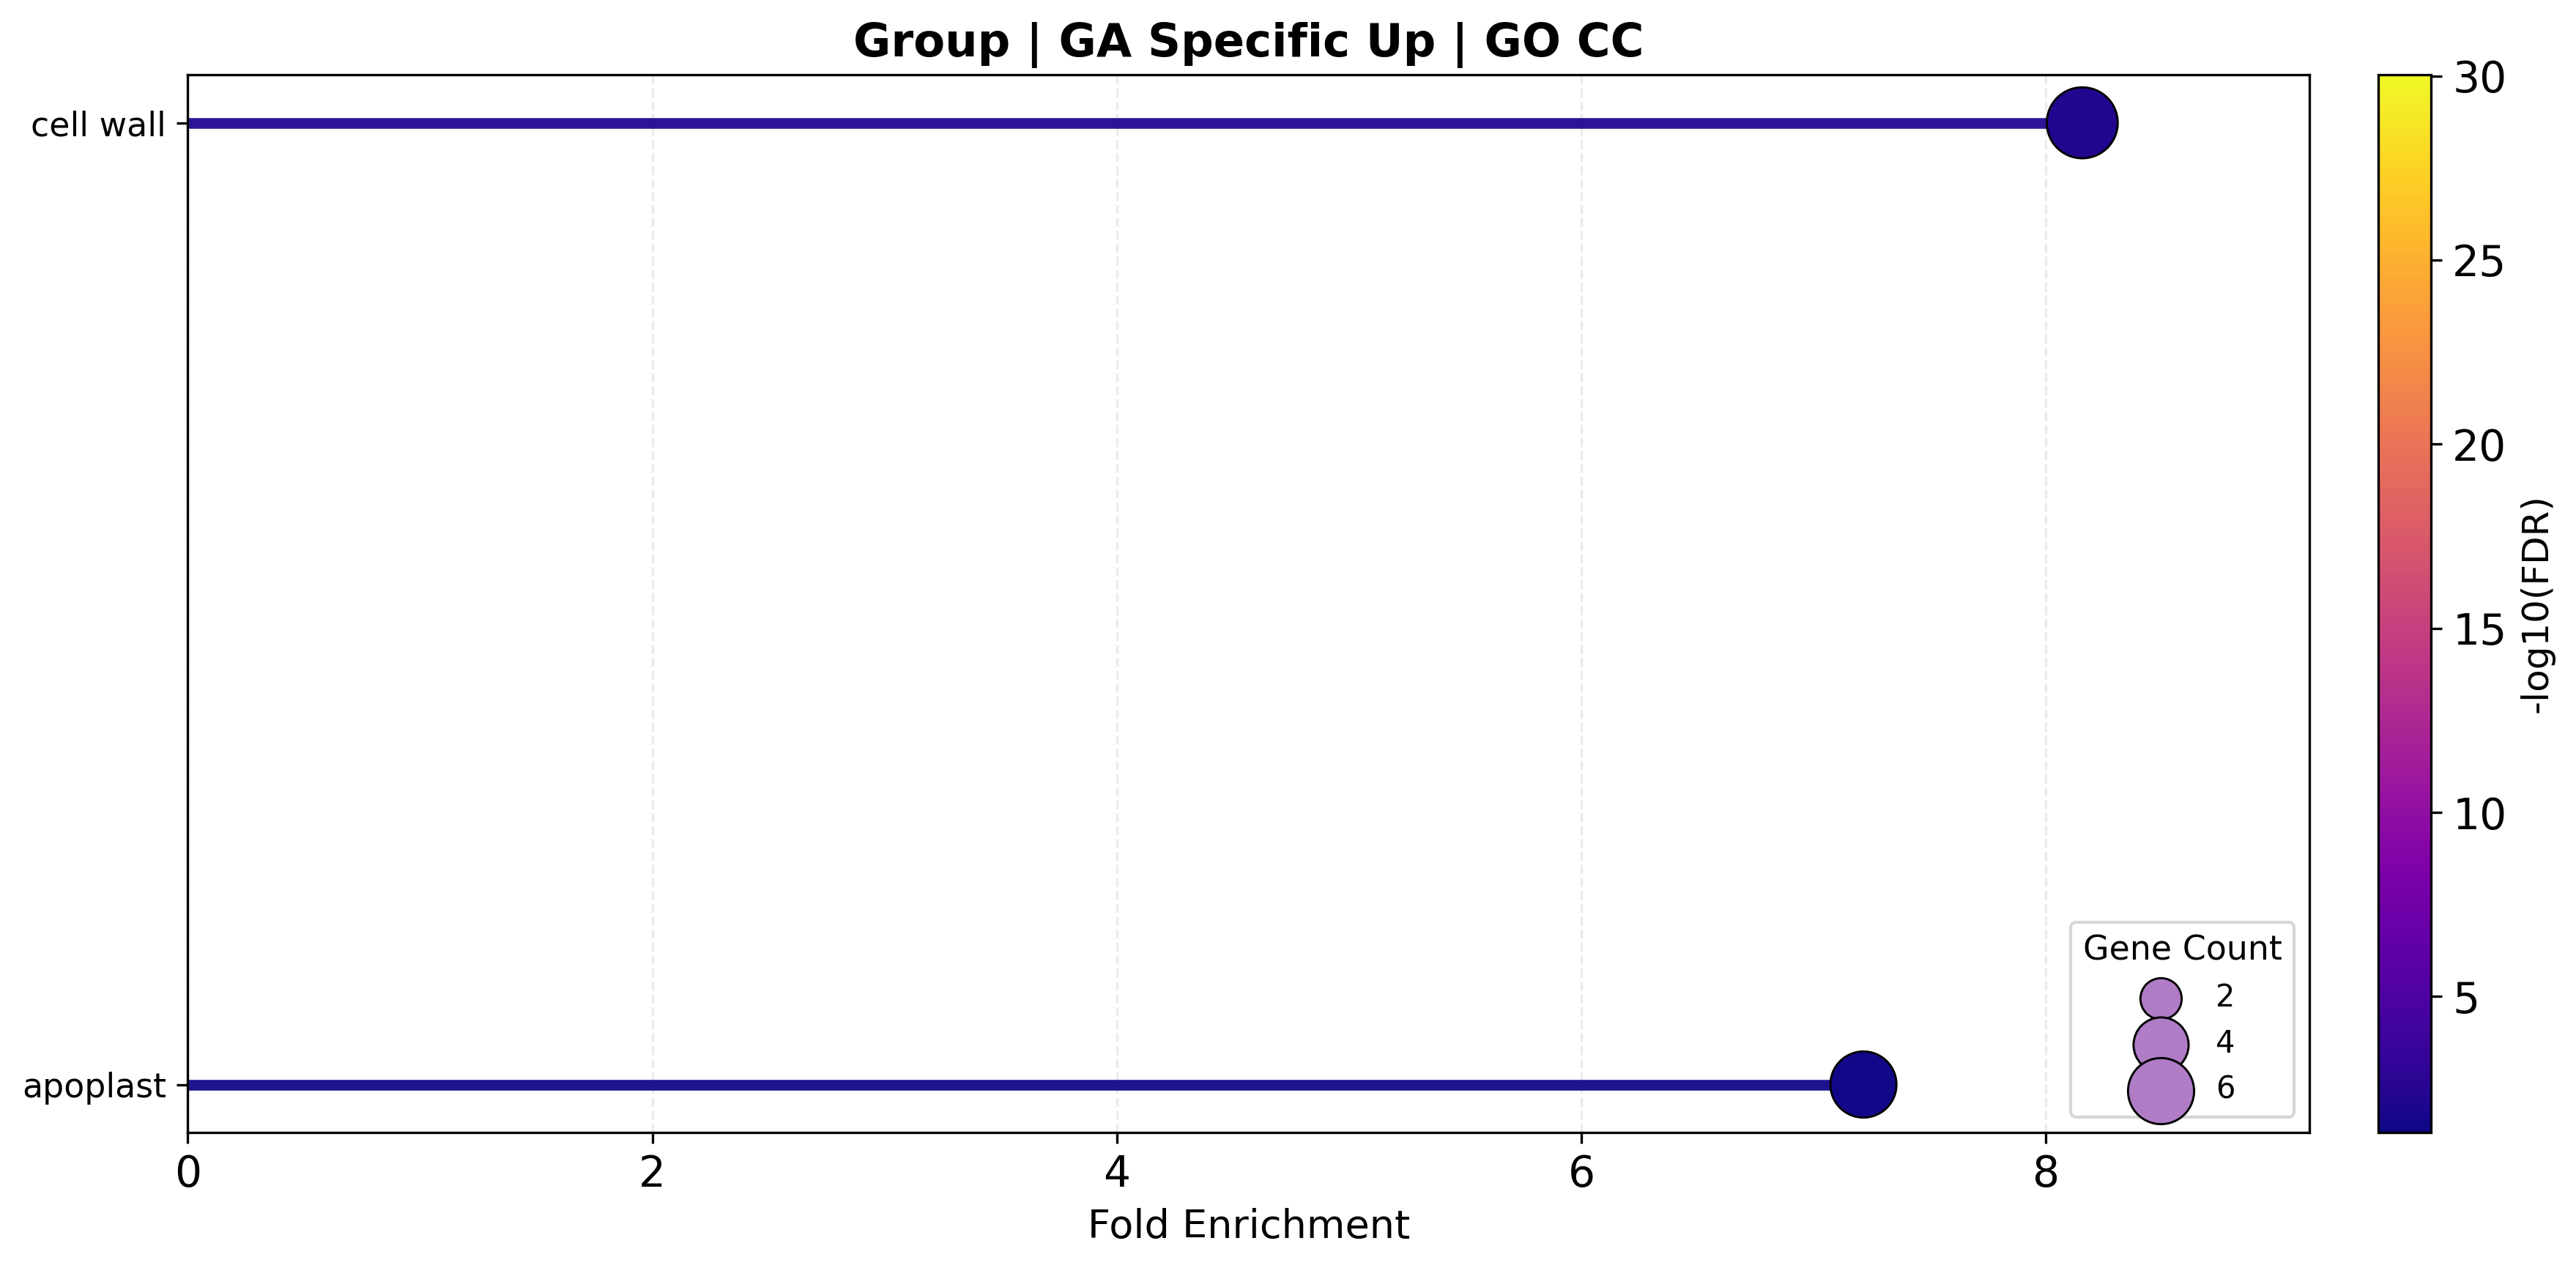 Group | GA Specific Up | GO CC
cell wall
apoplast
0
2
4
6
8
Fold Enrichment
Gene Count
2
4
6
30
25
20
15
10
5
-log10(FDR)